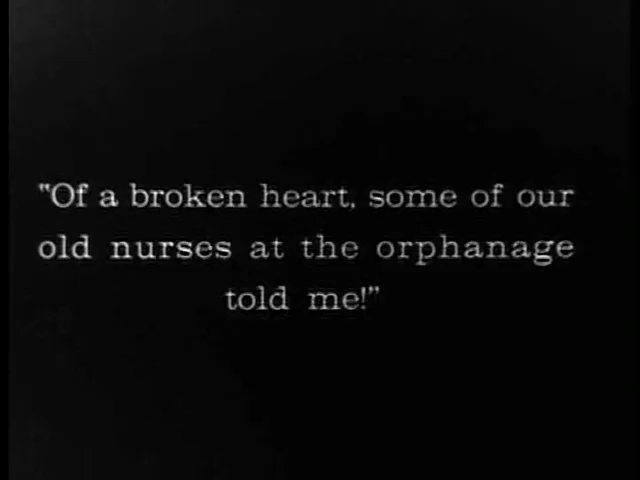 "Of a broken heart, some of our
old nurses at the orphanage
told me!"